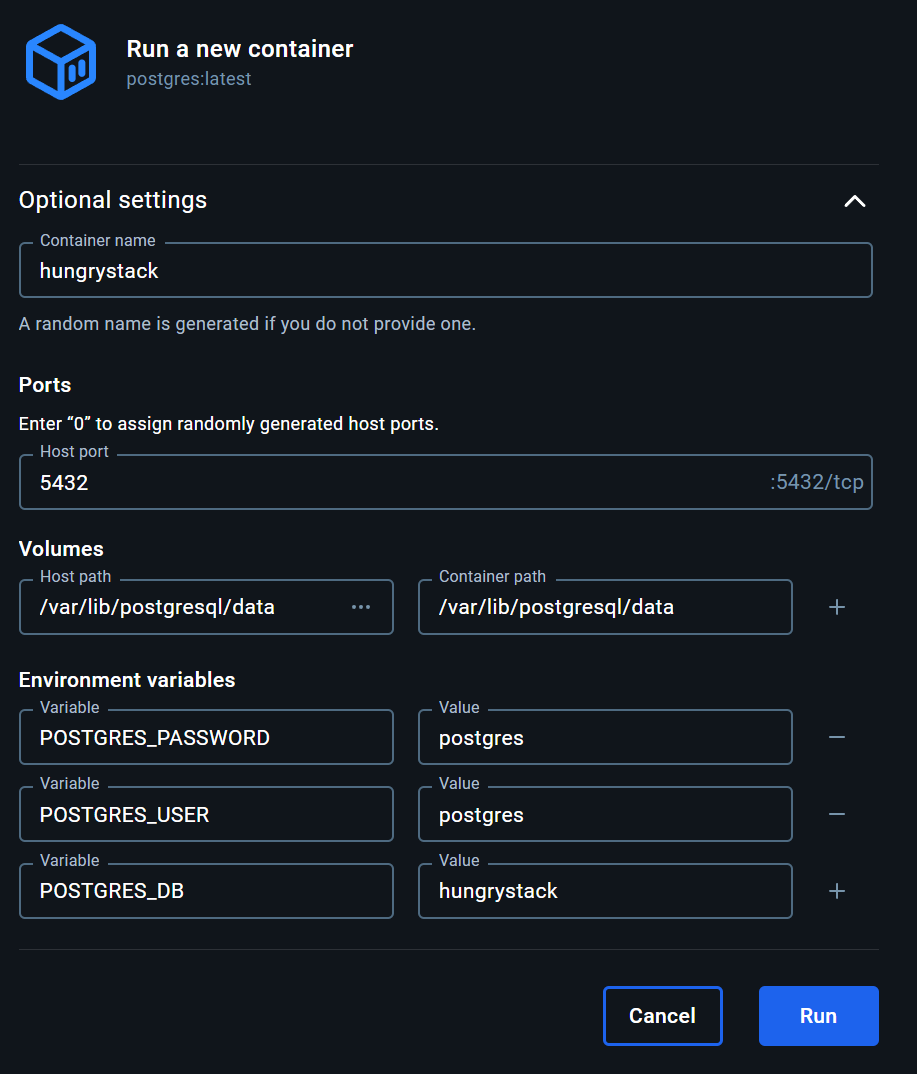 Run a new container
postgres:latest
Optional settings
Container name
hungrystack
A random name is generated if you do not provide one.
Ports
Enter “0” to assign randomly generated host ports.
Host port
5432 :5432/tcp
Volumes
Host path Container path
/var/lib/postgresql/data ••• /var/lib/postgresql/data +
Environment variables
Variable Value
POSTGRES_PASSWORD postgres −
Variable Value
POSTGRES_USER postgres −
Variable Value
POSTGRES_DB hungrystack +
Cancel Run